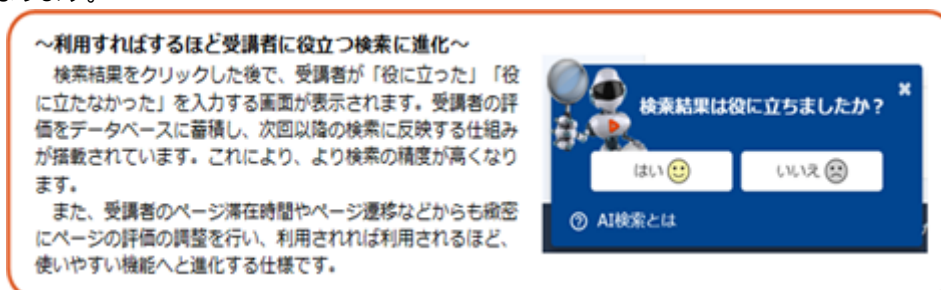 ～利用すればするほど受講者に役立つ検索に進化～
検索結果をクリックした後で、受講者が「役に立った」「役
に立たなかった」を入力する画面が表示されます。受講者の評
価をデータベースに蓄積し、次回以降の検索に反映する仕組み
が搭載されています。これにより、より検索の精度が高くなり
ます。
また、受講者のページ滞在時間やページ遷移などからも緻密
にページの評価の調整を行い、利用されれば利用されるほど、
使いやすい機能へと進化する仕様です。
検索結果は役に立ちましたか？
はい
いいえ
AI検索とは